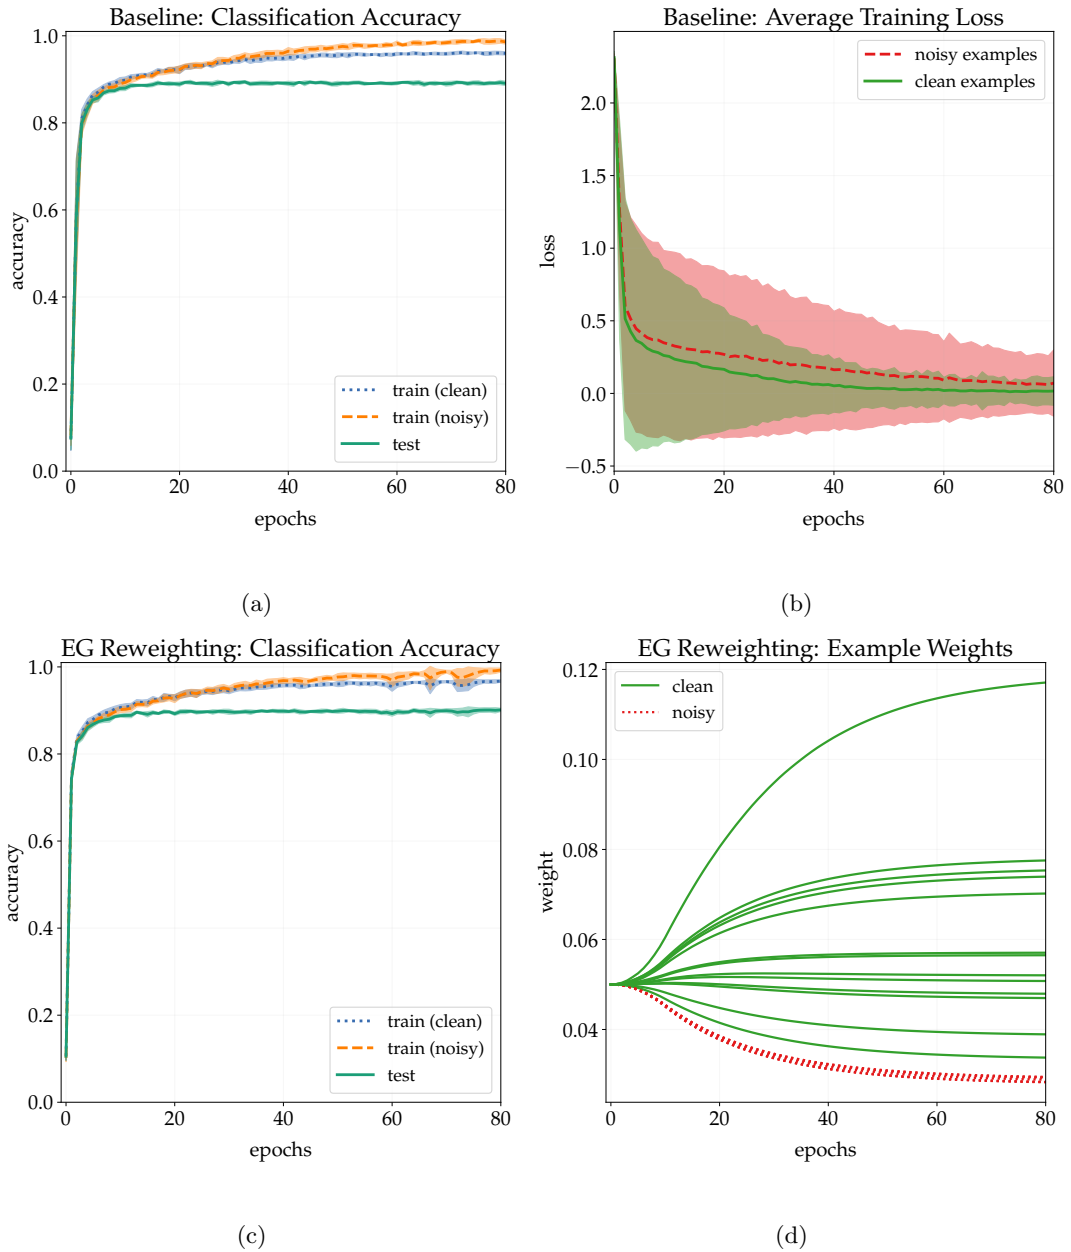 Baseline: Classification Accuracy
1.0
0.8
0.6
0.4
0.2
0.0
accuracy
train (clean)
train (noisy)
test
0 20 40 60 80
epochs
(a)
Baseline: Average Training Loss
2.0
1.5
1.0
0.5
0.0
−0.5
loss
noisy examples
clean examples
0 20 40 60 80
epochs
(b)
EG Reweighting: Classification Accuracy
1.0
0.8
0.6
0.4
0.2
0.0
accuracy
train (clean)
train (noisy)
test
0 20 40 60 80
epochs
(c)
EG Reweighting: Example Weights
0.12
0.10
0.08
0.06
0.04
weight
clean
noisy
0 20 40 60 80
epochs
(d)